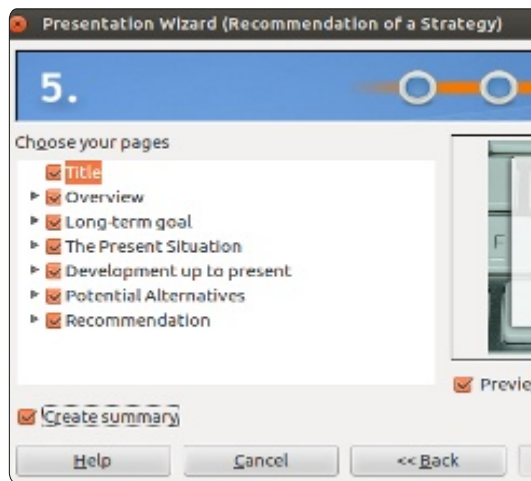 Presentation Wizard (Recommendation of a Strategy)
5.
Choose your pages
Title
Overview
Long-term goal
The Present Situation
Development up to present
Potential Alternatives
Recommendation
F
Previe
Create summary
Help
Cancel
<< Back